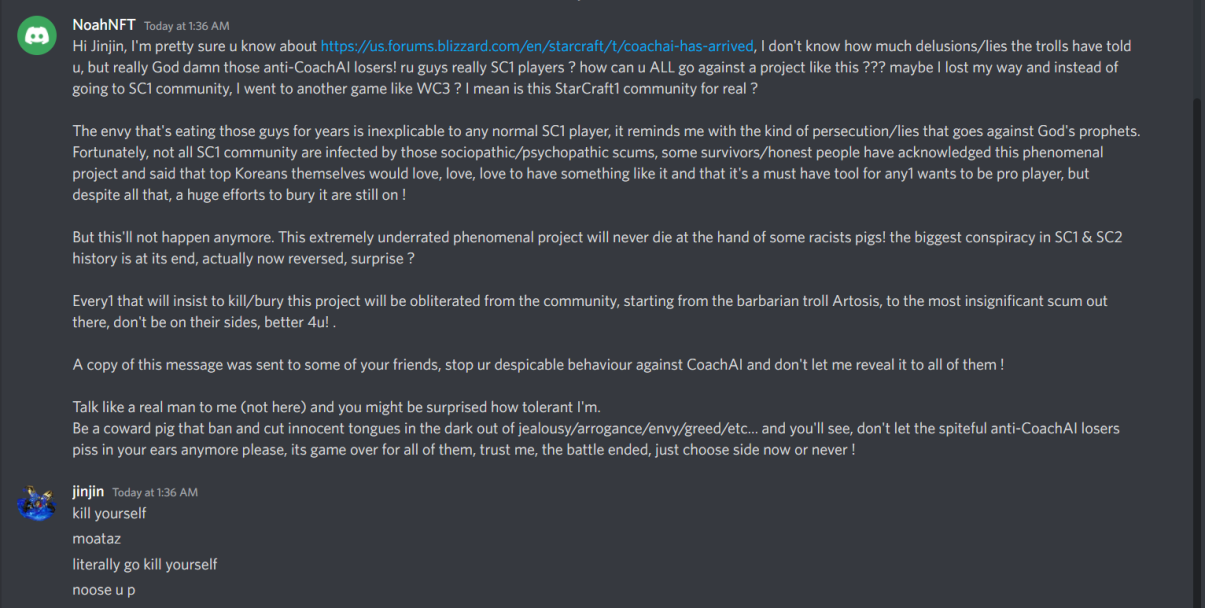 NoahNFT Today at 1:36 AM
Hi Jinjin, I'm pretty sure u know about https://us.forums.blizzard.com/en/starcraft/t/coachai-has-arrived, I don't know how much delusions/lies the trolls have told
u, but really God damn those anti-CoachAI losers! ru guys really SC1 players ? how can u ALL go against a project like this ??? maybe I lost my way and instead of
going to SC1 community, I went to another game like WC3 ? I mean is this StarCraft1 community for real ?
The envy that's eating those guys for years is inexplicable to any normal SC1 player, it reminds me with the kind of persecution/lies that goes against God's prophets.
Fortunately, not all SC1 community are infected by those sociopathic/psychopathic scums, some survivors/honest people have acknowledged this phenomenal
project and said that top Koreans themselves would love, love, love to have something like it and that it's a must have tool for any1 wants to be pro player, but
despite all that, a huge efforts to bury it are still on !
But this'll not happen anymore. This extremely underrated phenomenal project will never die at the hand of some racists pigs! the biggest conspiracy in SC1 & SC2
history is at its end, actually now reversed, surprise ?
Every1 that will insist to kill/bury this project will be obliterated from the community, starting from the barbarian troll Artosis, to the most insignificant scum out
there, don't be on their sides, better 4u! .
A copy of this message was sent to some of your friends, stop ur despicable behaviour against CoachAI and don't let me reveal it to all of them !
Talk like a real man to me (not here) and you might be surprised how tolerant I'm.
Be a coward pig that ban and cut innocent tongues in the dark out of jealousy/arrogance/envy/greed/etc... and you'll see, don't let the spiteful anti-CoachAI losers
piss in your ears anymore please, its game over for all of them, trust me, the battle ended, just choose side now or never !
jinjin Today at 1:36 AM
kill yourself
moataz
literally go kill yourself
noose u p